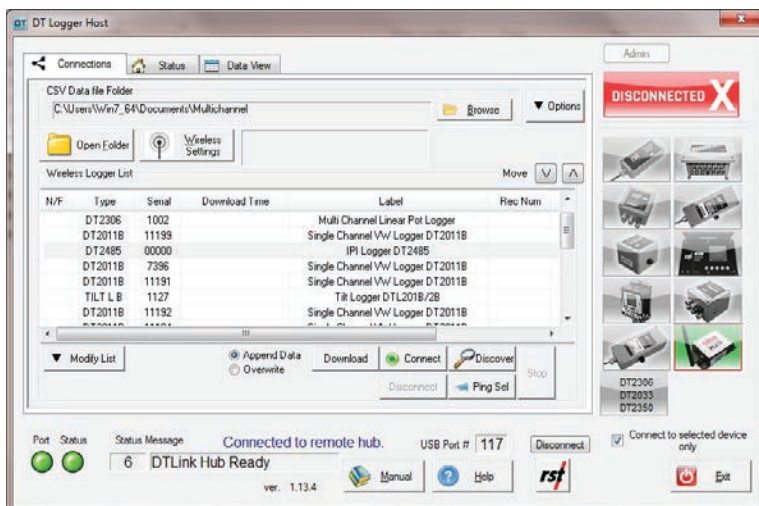 DT DT Logger Host
Connections Status Data View
Admin
CSV Data file Folder
C:\Users\Win7_64\Documents\Multichannel
Browse
▼ Options
DISCONNECTED X
Open Folder
Wireless Settings
Wireless Logger List
Move
N/F Type Serial Download Time Label Rec Num
DT2306 1002 Multi Channel Linear Pot Logger
DT2011B 11199 Single Channel VW Logger DT2011B
DT2485 00000 IPI Logger DT2485
DT2011B 7396 Single Channel VW Logger DT2011B
DT2011B 11191 Single Channel VW Logger DT2011B
TILT L B 1127 Tilt Logger DTL201B/2B
DT2011B 11192 Single Channel VW Logger DT2011B
▼ Modify List
Append Data
Overwrite
Download
Connect
Discover
Stop
Disconnect
Ping Sel
DT2306
DT2033
DT2350
Port Status Status Message Connected to remote hub. USB Port # 117 Disconnect
Connect to selected device only
6 DTLink Hub Ready
ver. 1.13.4
Manual
Help
rst
Exit